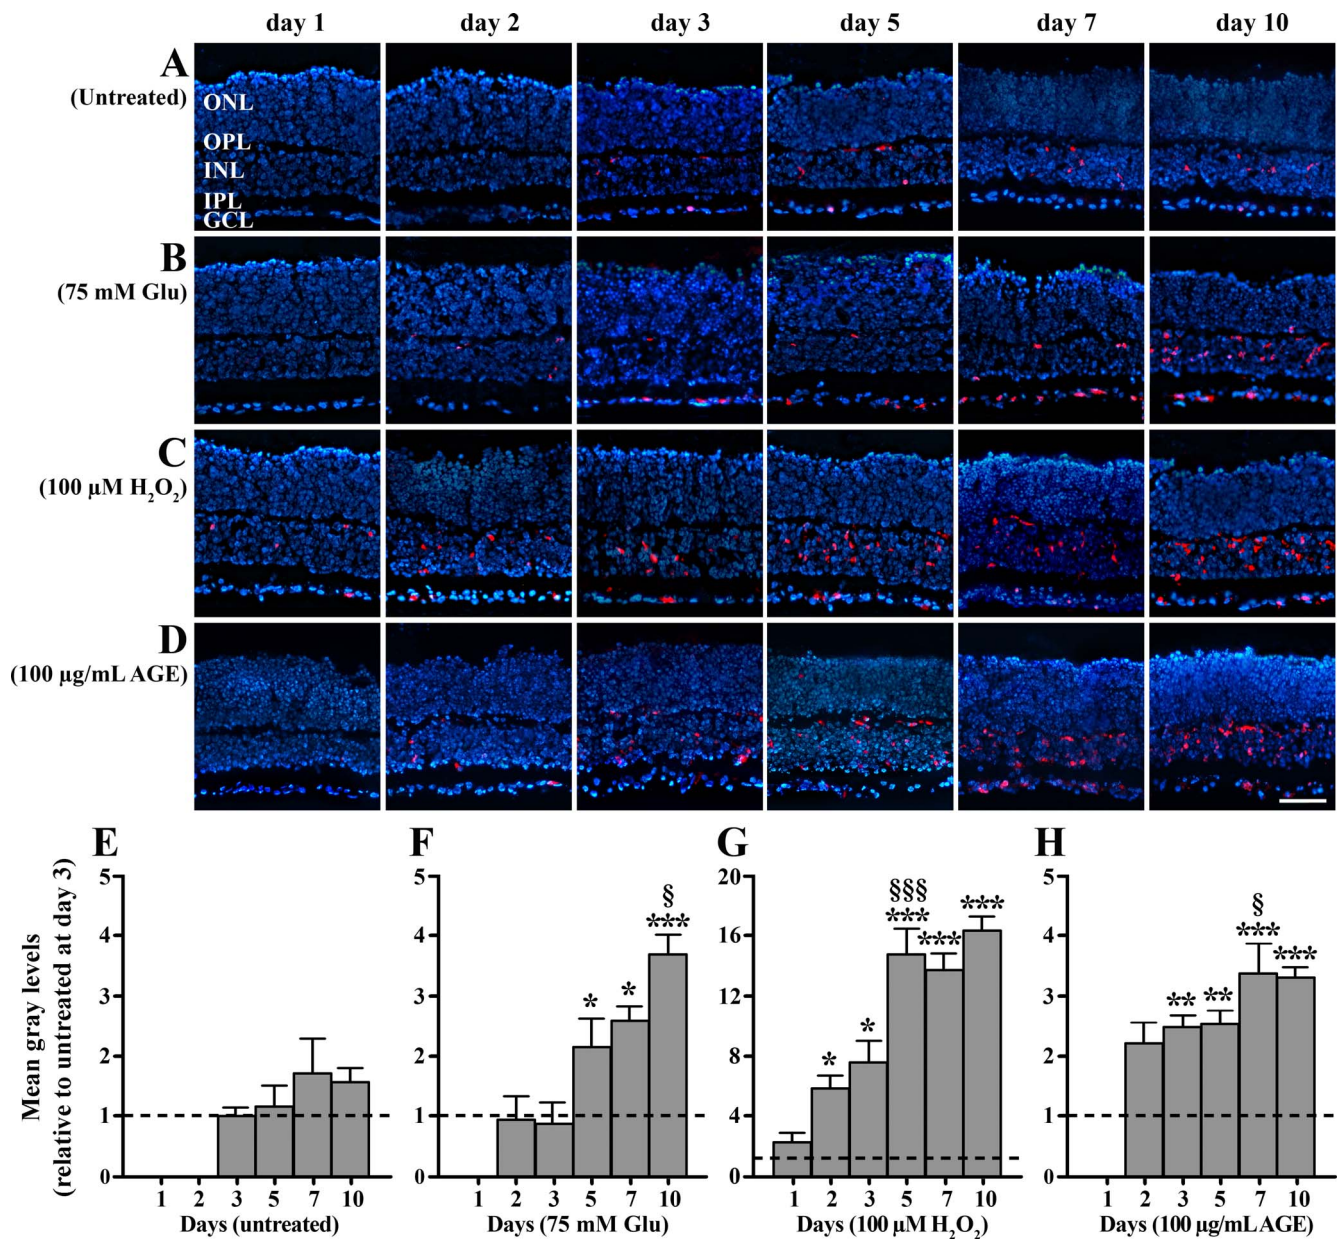 day 1 day 2 day 3 day 5 day 7 day 10
A
(Untreated)
ONL
OPL
INL
IPL
GCL
B
(75 mM Glu)
C
(100 µM H₂O₂)
D
(100 µg/mL AGE)
Mean gray levels
(relative to untreated at day 3)
E
5
4
3
2
1
0
1 2 3 5 7 10
Days (untreated)
F
5
4
3
2
1
0
* * *** §
1 2 3 5 7 10
Days (75 mM Glu)
G
20
16
12
8
4
0
* * §§§ *** *** ***
1 2 3 5 7 10
Days (100 µM H₂O₂)
H
5
4
3
2
1
0
** ** § *** ***
1 2 3 5 7 10
Days (100 µg/mL AGE)